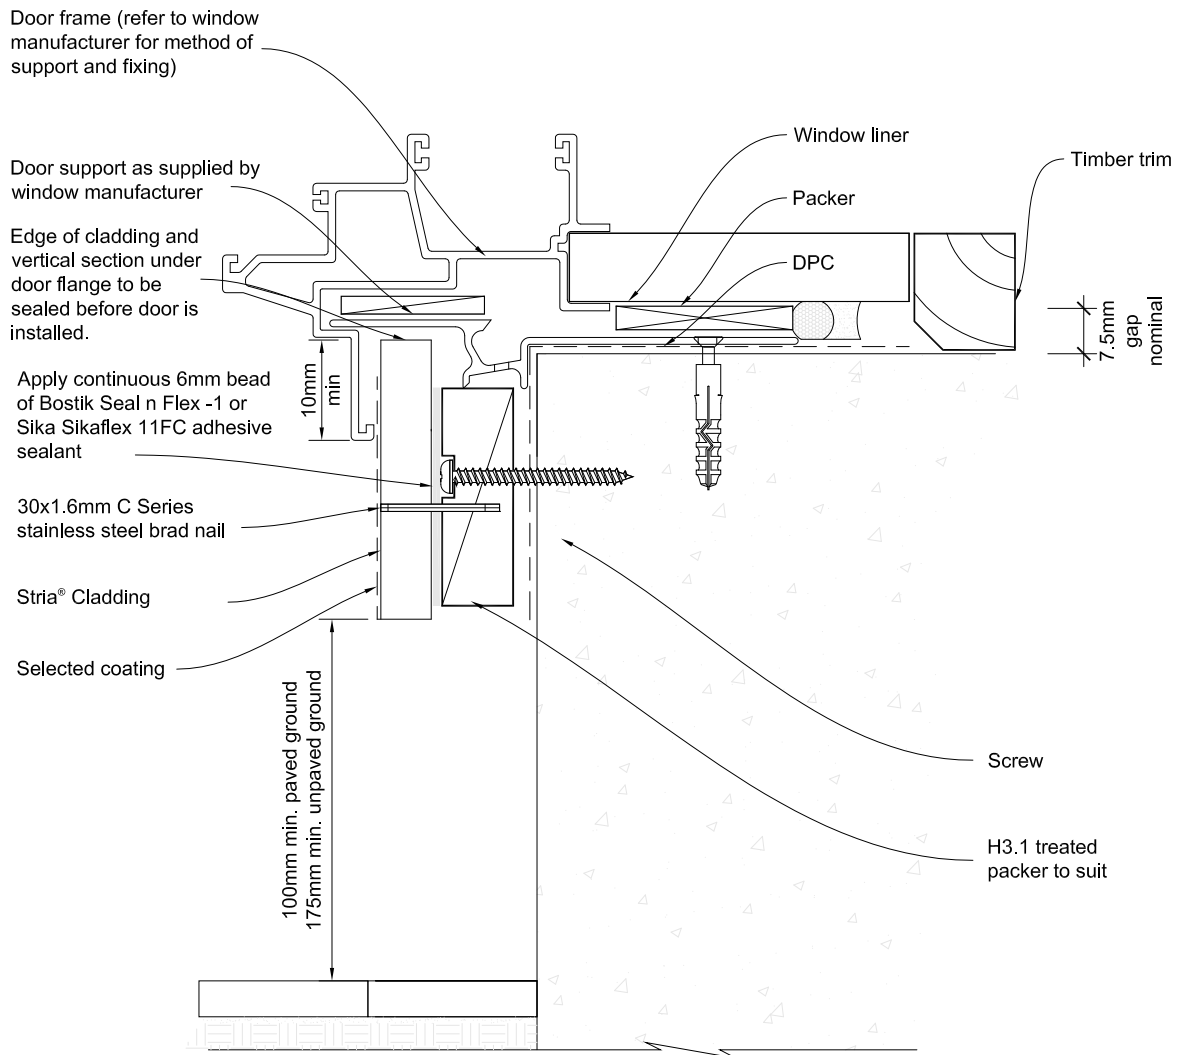 Door frame (refer to window
manufacturer for method of
support and fixing)
Door support as supplied by
window manufacturer
Edge of cladding and
vertical section under
door flange to be
sealed before door is
installed.
Apply continuous 6mm bead
of Bostik Seal n Flex -1 or
Sika Sikaflex 11FC adhesive
sealant
30x1.6mm C Series
stainless steel brad nail
Stria® Cladding
Selected coating
10mm
min
100mm min. paved ground
175mm min. unpaved ground
Window liner
Packer
DPC
Timber trim
7.5mm
gap
nominal
Screw
H3.1 treated
packer to suit